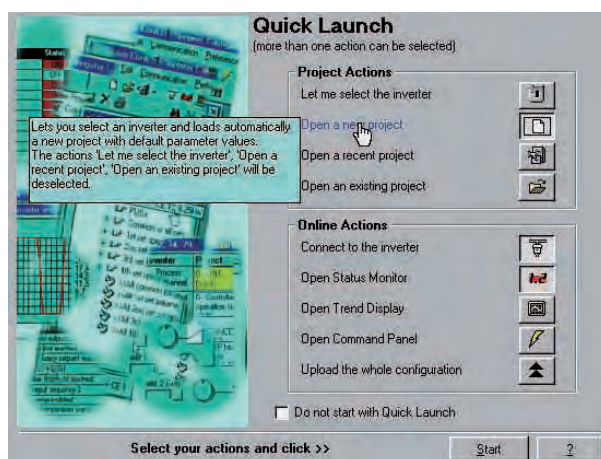 Quick Launch
(more than one action can be selected)
Project Actions
Let me select the inverter
Open a new project
Open a recent project
Open an existing project
Lets you select an inverter and loads automatically
a new project with default parameter values.
The actions 'Let me select the inverter', 'Open a
recent project', 'Open an existing project' will be
deselected.
Online Actions
Connect to the inverter
Open Status Monitor
Open Trend Display
Open Command Panel
Upload the whole configuration
Do not start with Quick Launch
Select your actions and click >>
Start
?
Status